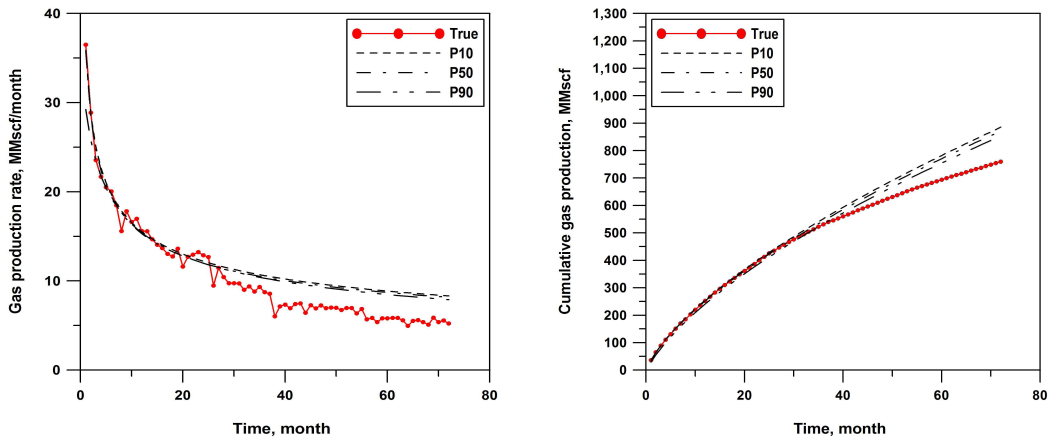 Gas production rate, MMscf/month
40
30
20
10
0
True
P10
P50
P90
0 20 40 60 80
Time, month
Cumulative gas production, MMscf
1,300
1,200
1,100
1,000
900
800
700
600
500
400
300
200
100
0
True
P10
P50
P90
0 20 40 60 80
Time, month